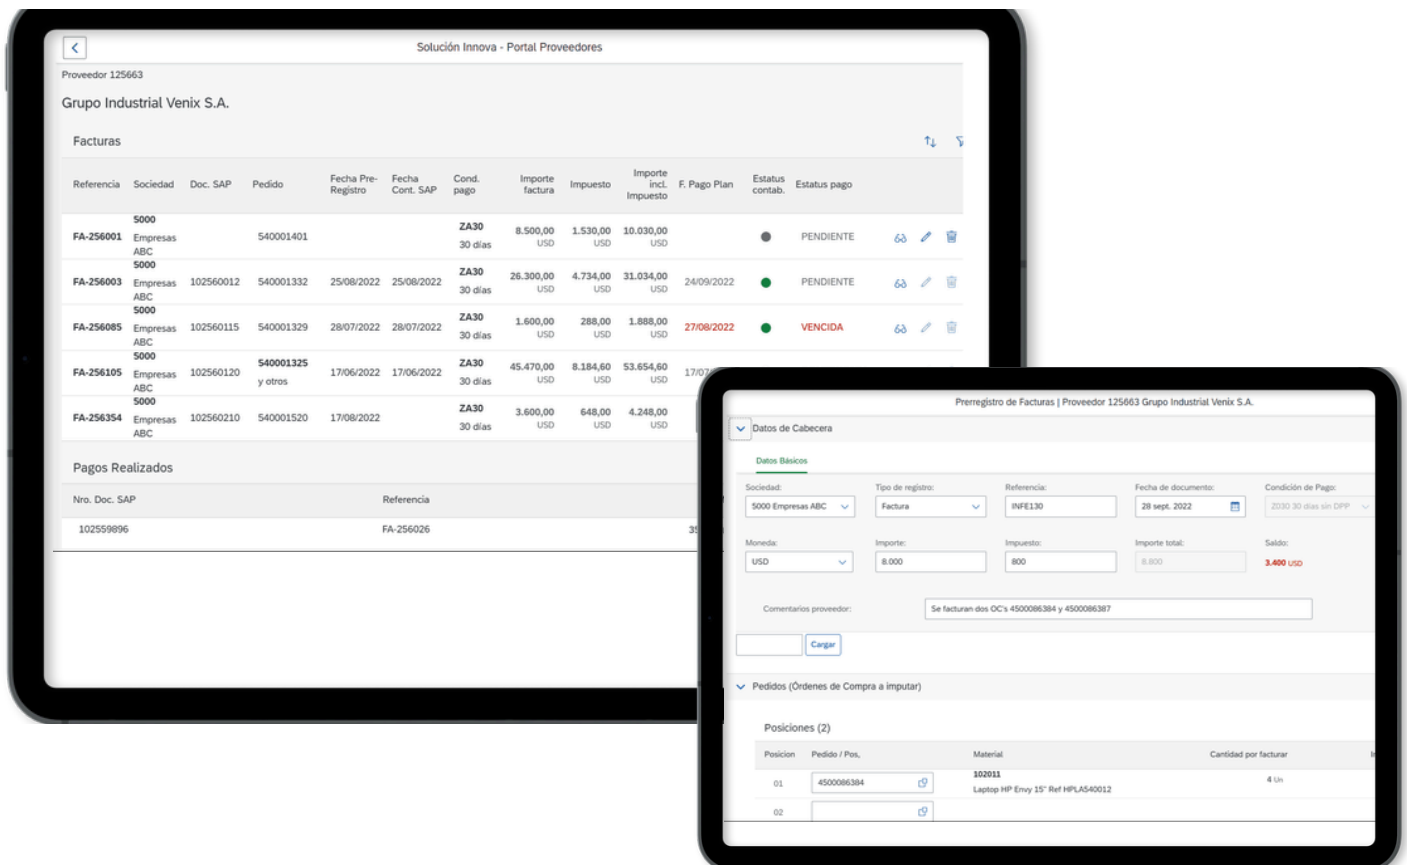 Solución Innova - Portal Proveedores
Proveedor 125663
Grupo Industrial Venix S.A.
Facturas
Referencia Sociedad Doc. SAP Pedido Fecha Pre-Registro Fecha Cont. SAP Cond. pago Importe factura Impuesto Importe incl. Impuesto F. Pago Plan Estatus contab. Estatus pago
FA-256001 5000 Empresas ABC 540001401 ZA30 30 días 8.500,00 USD 1.530,00 USD 10.030,00 USD PENDIENTE
FA-256003 5000 Empresas ABC 102560012 540001332 25/08/2022 25/08/2022 ZA30 30 días 26.300,00 USD 4.734,00 USD 31.034,00 USD 24/09/2022 PENDIENTE
FA-256085 5000 Empresas ABC 102560115 540001329 28/07/2022 28/07/2022 ZA30 30 días 1.600,00 USD 288,00 USD 1.888,00 USD 27/08/2022 VENCIDA
FA-256105 5000 Empresas ABC 102560120 540001325 y otros 17/06/2022 17/06/2022 ZA30 30 días 45.470,00 USD 8.184,60 USD 53.654,60 USD 17/07
FA-256354 5000 Empresas ABC 102560210 540001520 17/08/2022 ZA30 30 días 3.600,00 USD 648,00 USD 4.248,00 USD
Pagos Realizados
Nro. Doc. SAP Referencia
102559896 FA-256026
Prerregistro de Facturas | Proveedor 125663 Grupo Industrial Venix S.A.
Datos de Cabecera
Datos Básicos
Sociedad: Tipo de registro: Referencia: Fecha de documento: Condición de Pago:
5000 Empresas ABC Factura INFE130 28 sept. 2022 Z030 30 días sin DPP
Moneda: Importe: Impuesto: Importe total: Saldo:
USD 8.000 800 8.800 3.400 USD
Comentarios proveedor: Se facturan dos OC's 4500086384 y 4500086387
Cargar
Pedidos (Órdenes de Compra a imputar)
Posiciones (2)
Posicion Pedido / Pos, Material Cantidad por facturar
01 4500086384 102011 Laptop HP Envy 15" Ref HPLA540012 4 Un
02